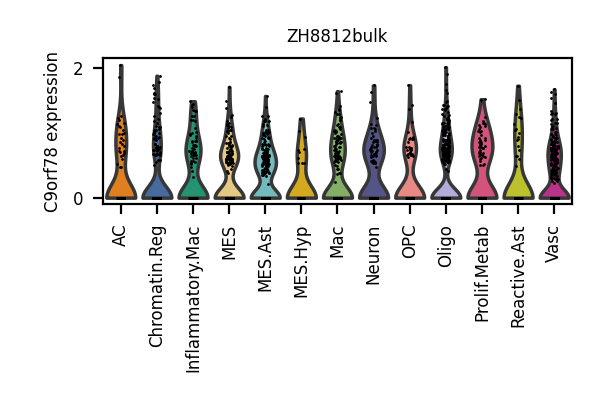 ZH8812bulk
C9orf78 expression
2
0
AC
Chromatin.Reg
Inflammatory.Mac
MES
MES.Ast
MES.Hyp
Mac
Neuron
OPC
Oligo
Prolif.Metab
Reactive.Ast
Vasc